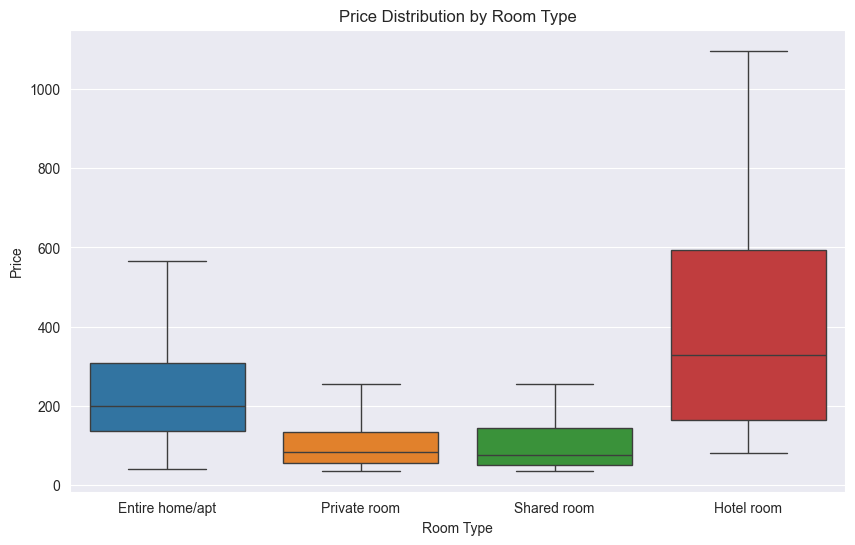 Price Distribution by Room Type
Price
1000
800
600
400
200
0
Entire home/apt
Private room
Shared room
Hotel room
Room Type